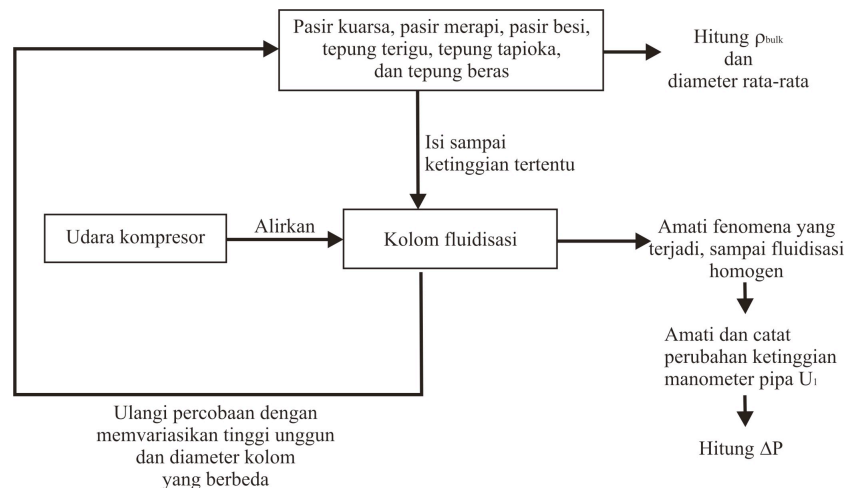 Pasir kuarsa, pasir merapi, pasir besi,
tepung terigu, tepung tapioka,
dan tepung beras
Hitung ρbulk
dan
diameter rata-rata
Isi sampai
ketinggian tertentu
Udara kompresor
Alirkan
Kolom fluidisasi
Amati fenomena yang
terjadi, sampai fluidisasi
homogen
Amati dan catat
perubahan ketinggian
manometer pipa U1
Hitung ΔP
Ulangi percobaan dengan
memvariasikan tinggi unggun
dan diameter kolom
yang berbeda